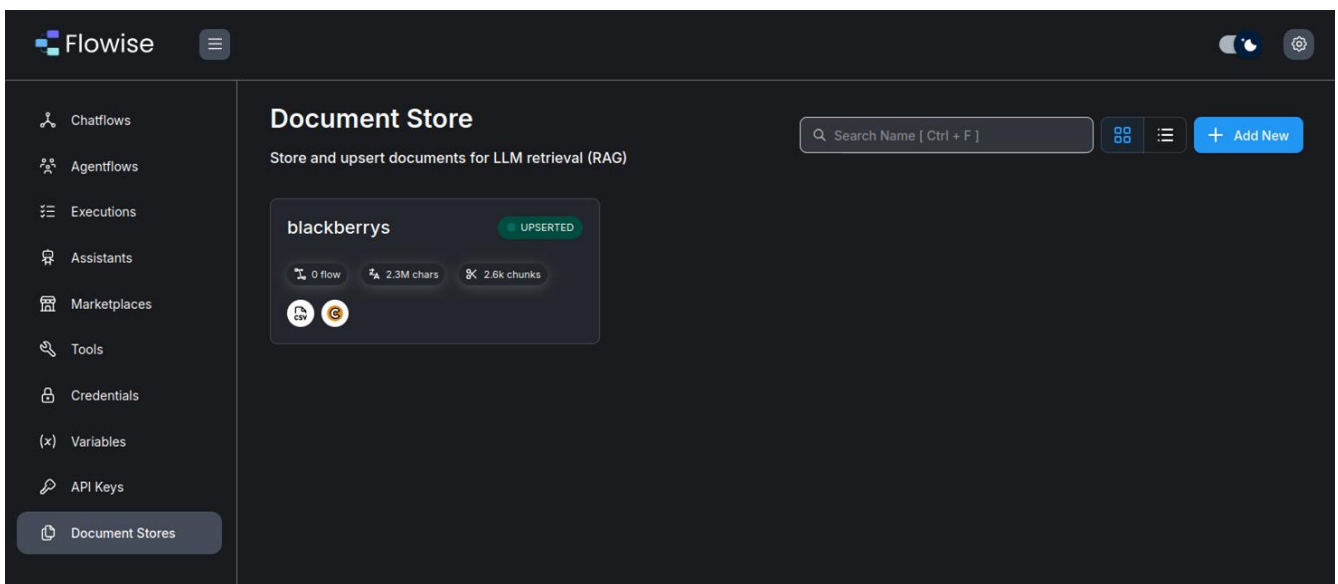 Flowise
Chatflows
Agentflows
Executions
Assistants
Marketplaces
Tools
Credentials
(x) Variables
API Keys
Document Stores
Document Store
Store and upsert documents for LLM retrieval (RAG)
Search Name [ Ctrl + F ]
+ Add New
blackberrys
UPSERTED
0 flow
2.3M chars
2.6k chunks
CSV
C